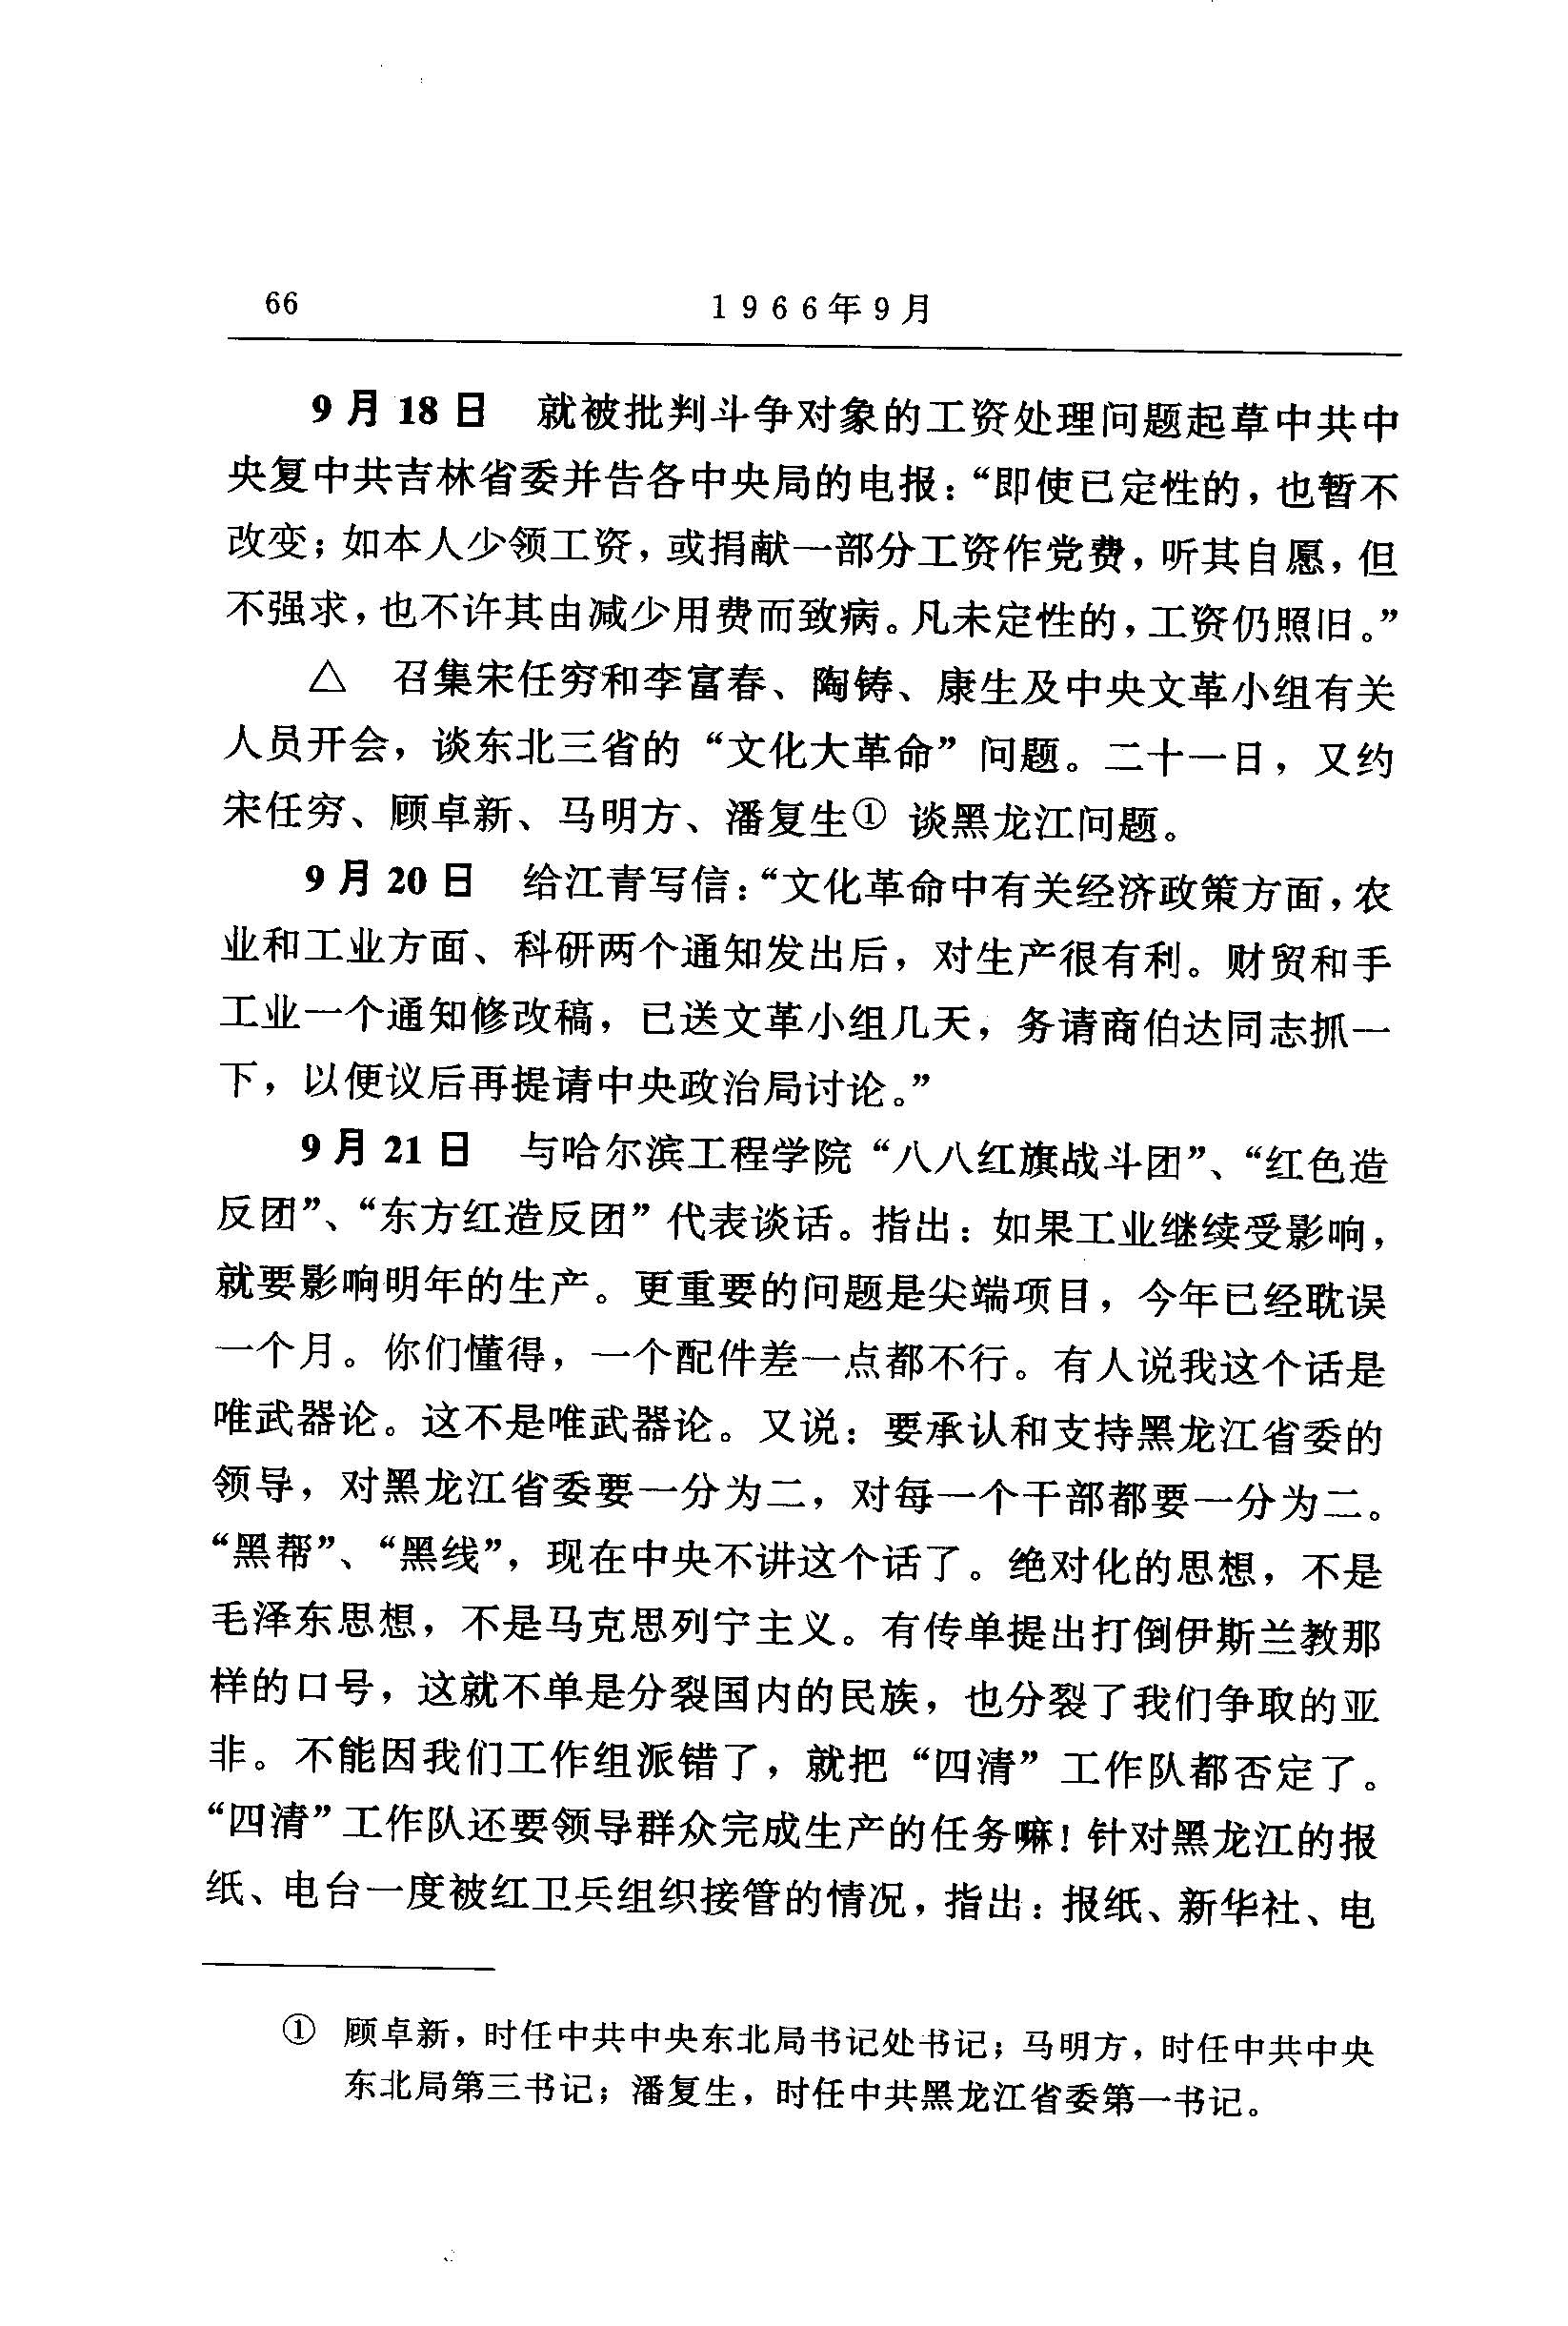 66
1966年9月
9月18日 就被批判斗争对象的工资处理问题起草中共中
央复中共吉林省委并告各中央局的电报：“即使已定性的，也暂不
改变；如本人少领工资，或捐献一部分工资作党费，听其自愿，但
不强求，也不许其由减少用费而致病。凡未定性的，工资仍照旧。”
△ 召集宋任穷和李富春、陶铸、康生及中央文革小组有关
人员开会，谈东北三省的“文化大革命”问题。二十一日，又约
宋任穷、顾卓新、马明方、潘复生① 谈黑龙江问题。
9月20日 给江青写信：“文化革命中有关经济政策方面，农
业和工业方面、科研两个通知发出后，对生产很有利。财贸和手
工业一个通知修改稿，已送文革小组几天，务请商伯达同志抓一
下，以便议后再提请中央政治局讨论。”
9月21日 与哈尔滨工程学院“八八红旗战斗团”、“红色造
反团”、“东方红造反团”代表谈话。指出：如果工业继续受影响，
就要影响明年的生产。更重要的问题是尖端项目，今年已经耽误
一个月。你们懂得，一个配件差一点都不行。有人说我这个话是
唯武器论。这不是唯武器论。又说：要承认和支持黑龙江省委的
领导，对黑龙江省委要一分为二，对每一个干部都要一分为二。
“黑帮”、“黑线”，现在中央不讲这个话了。绝对化的思想，不是
毛泽东思想，不是马克思列宁主义。有传单提出打倒伊斯兰教那
样的口号，这就不单是分裂国内的民族，也分裂了我们争取的亚
非。不能因我们工作组派错了，就把“四清”工作队都否定了。
“四清”工作队还要领导群众完成生产的任务嘛！针对黑龙江的报
纸、电台一度被红卫兵组织接管的情况，指出：报纸、新华社、电
① 顾卓新，时任中共中央东北局书记处书记；马明方，时任中共中央
东北局第三书记；潘复生，时任中共黑龙江省委第一书记。